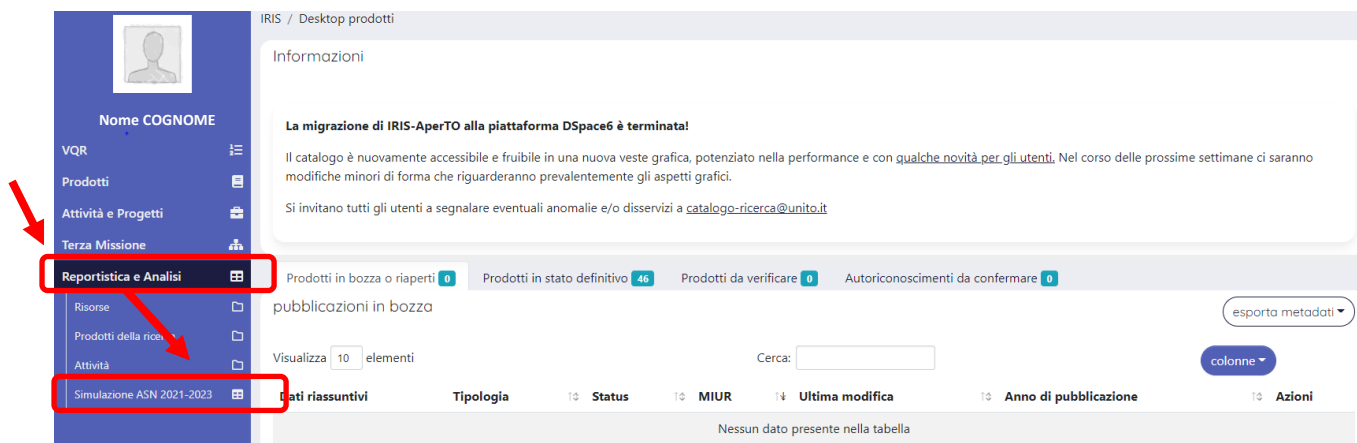 IRIS / Desktop prodotti
Informazioni
Nome COGNOME
La migrazione di IRIS-AperTO alla piattaforma DSpace6 è terminata!
Il catalogo è nuovamente accessibile e fruibile in una nuova veste grafica, potenziato nella performance e con qualche novità per gli utenti. Nel corso delle prossime settimane ci saranno
modifiche minori di forma che riguarderanno prevalentemente gli aspetti grafici.
Si invitano tutti gli utenti a segnalare eventuali anomalie e/o disservizi a catalogo-ricerca@unito.it
VQR
Prodotti
Attività e Progetti
Terza Missione
Reportistica e Analisi
Risorse
Prodotti della
Attività
Simulazione ASN 2021-2023
Prodotti in bozza o riaperti 0 Prodotti in stato definitivo 46 Prodotti da verificare 0 Autoriconoscimenti da confermare 0
pubblicazioni in bozza
esporta metadati
Visualizza 10 elementi Cerca: colonne
Dati riassuntivi Tipologia Status MIUR Ultima modifica Anno di pubblicazione Azioni
Nessun dato presente nella tabella